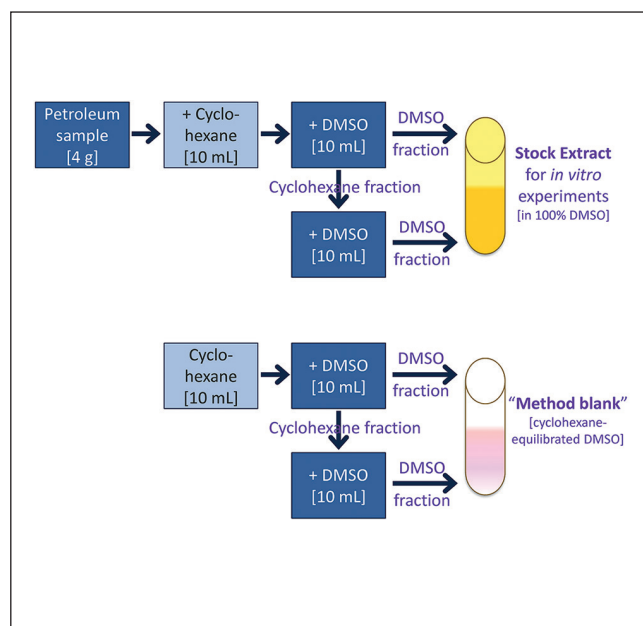 Petroleum
sample
[4 g]
+ Cyclo-
hexane
[10 mL]
+ DMSO
[10 mL]
DMSO
fraction
Cyclohexane fraction
+ DMSO
[10 mL]
DMSO
fraction
Stock Extract
for in vitro
experiments
[in 100% DMSO]
Cyclo-
hexane
[10 mL]
+ DMSO
[10 mL]
DMSO
fraction
Cyclohexane fraction
+ DMSO
[10 mL]
DMSO
fraction
“Method blank”
[cyclohexane-
equilibrated DMSO]